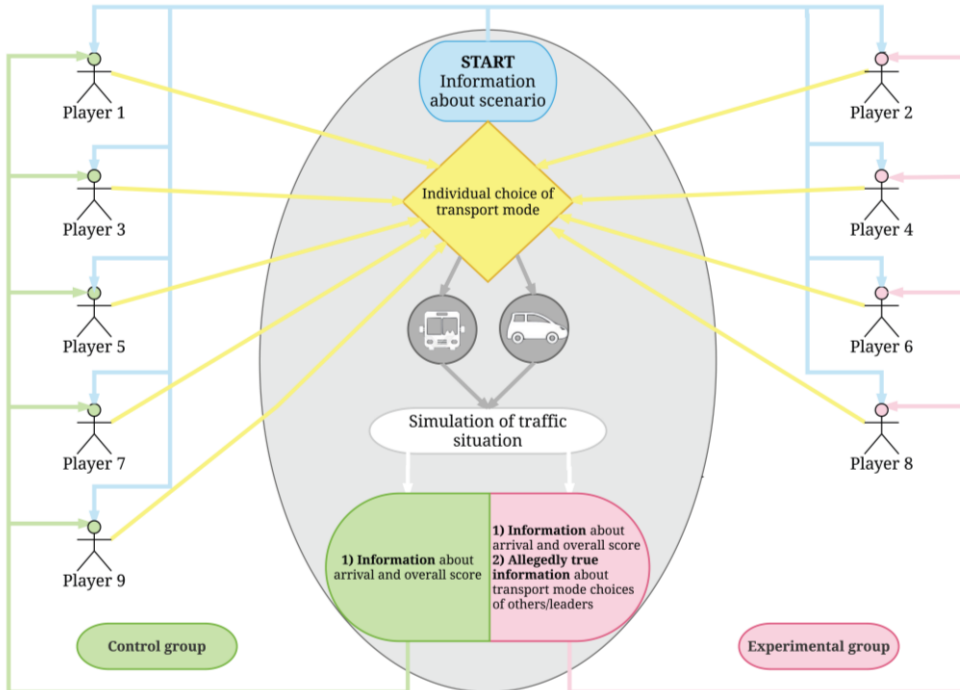 START
Information
about scenario
Player 1
Player 2
Individual choice of
transport mode
Player 3
Player 4
Player 5
Player 6
Simulation of traffic
situation
Player 7
Player 8
1) Information about
arrival and overall score
1) Information about
arrival and overall score
2) Allegedly true
information about
transport mode choices
of others/leaders
Player 9
Control group
Experimental group